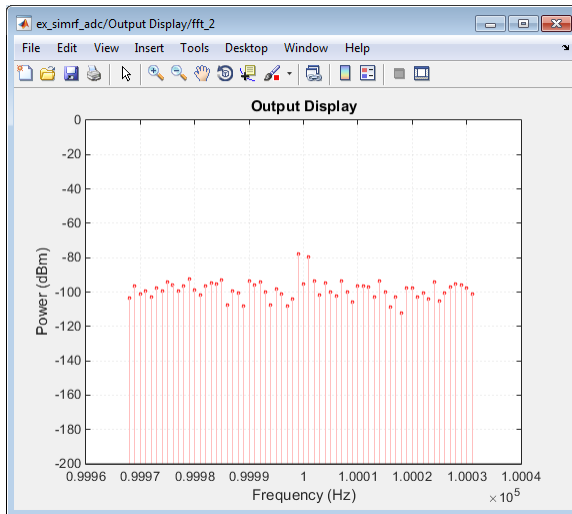 ex_simrf_adc/Output Display/fft_2
File Edit View Insert Tools Desktop Window Help
Output Display
0
-20
-40
-60
-80
-100
-120
-140
-160
-180
-200
Power (dBm)
0.9996 0.9997 0.9998 0.9999 1 1.0001 1.0002 1.0003 1.0004
Frequency (Hz)
×10⁵